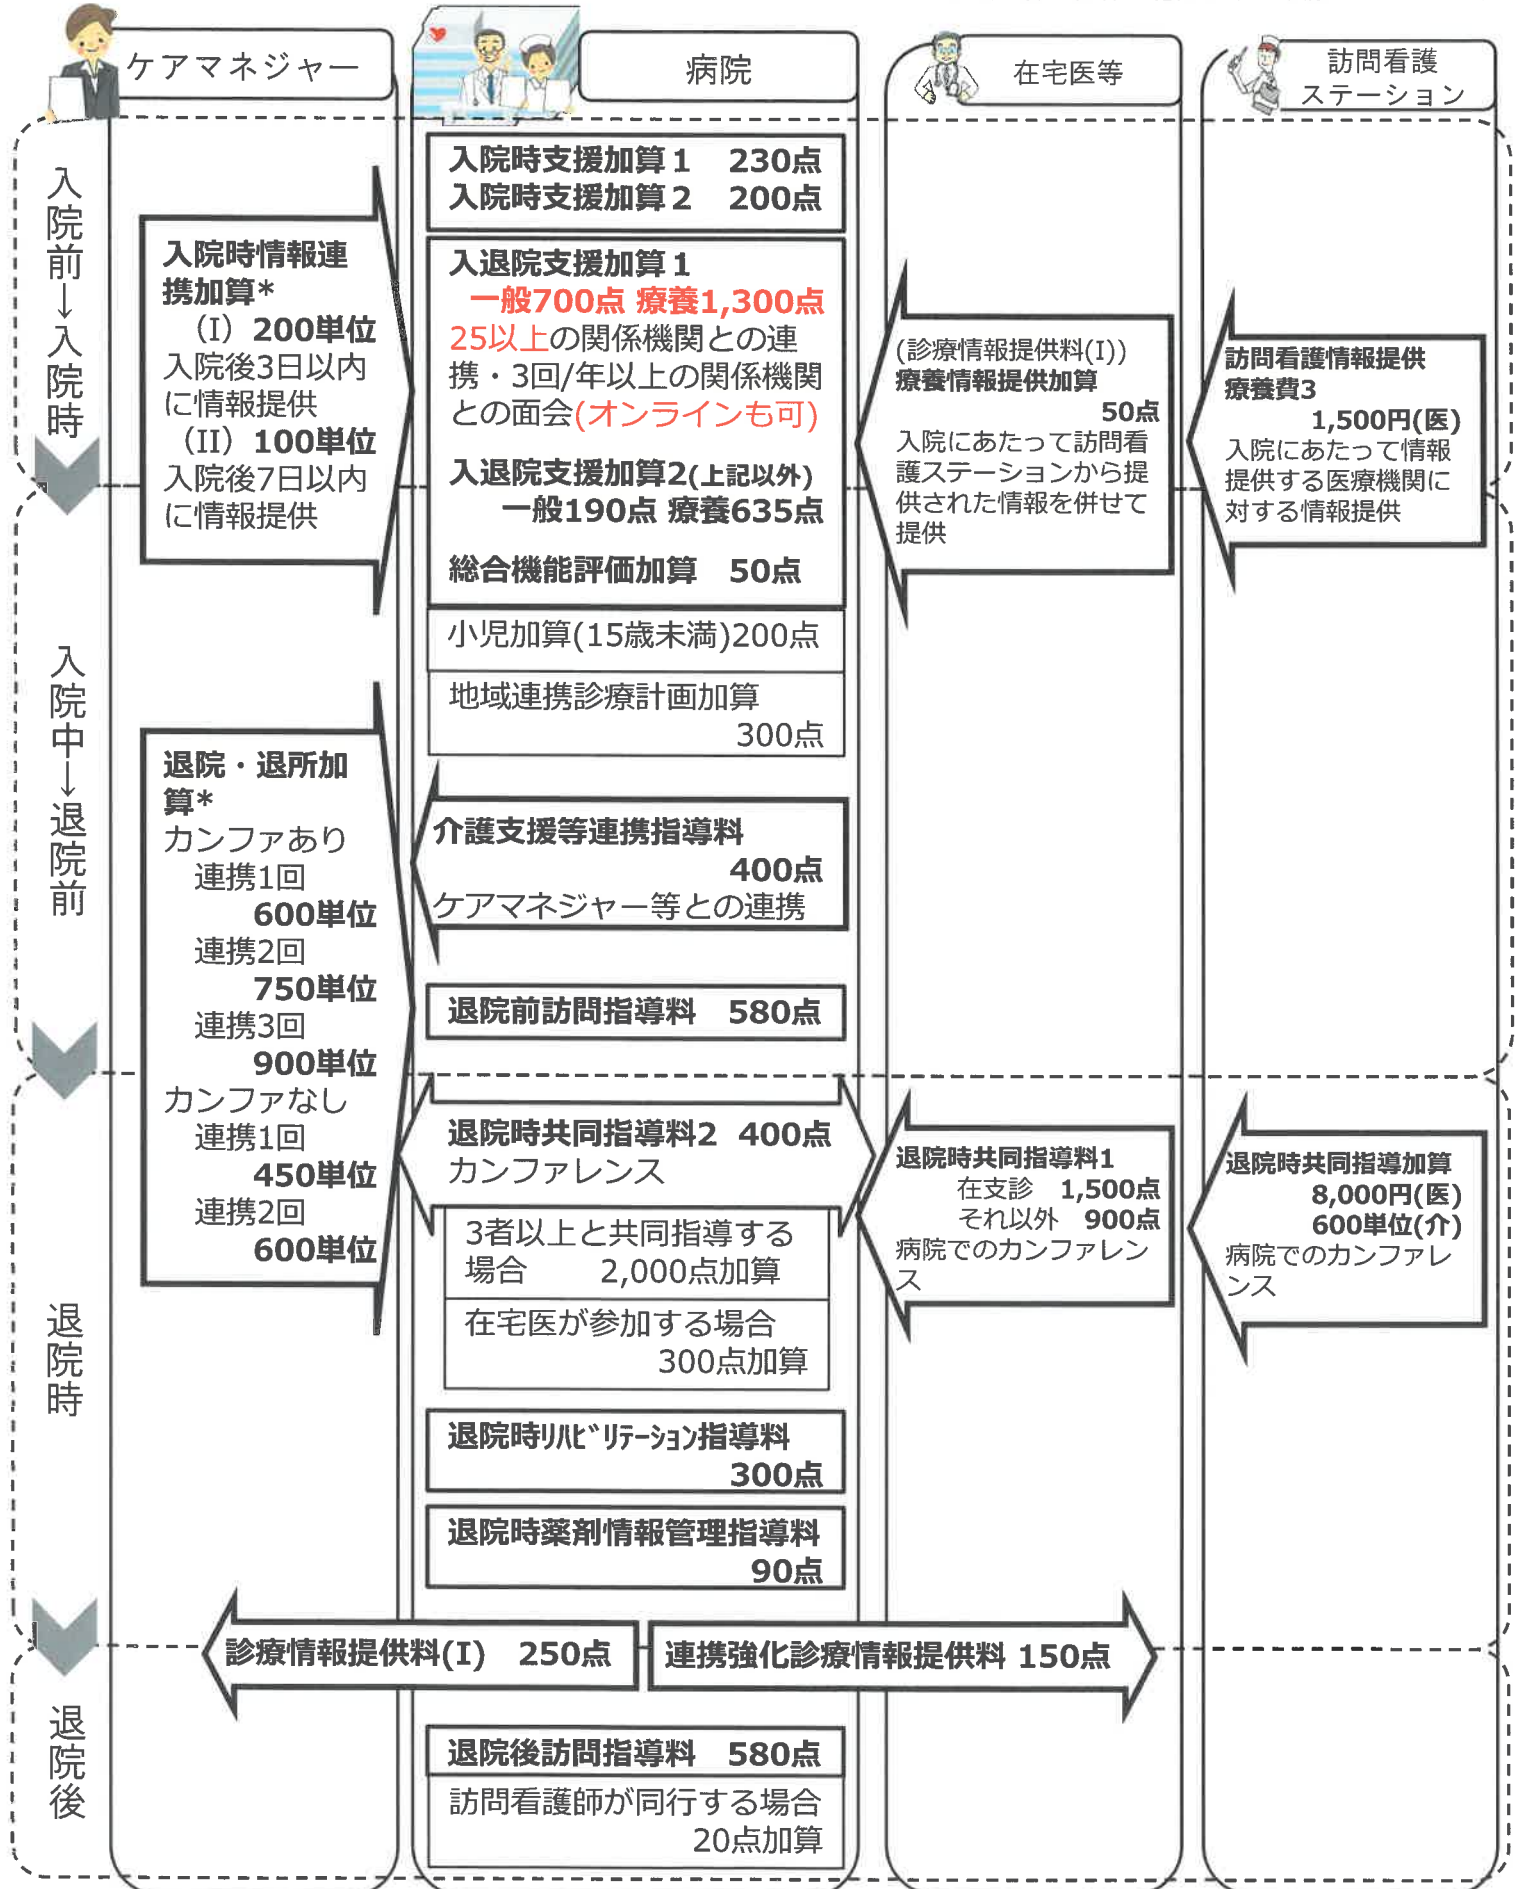 ケアマネジャー
病院
在宅医等
訪問看護
ステーション
入院前→入院時
入院中→退院前
退院時
退院後
入院時情報連
携加算*
(I) 200単位
入院後3日以内
に情報提供
(II) 100単位
入院後7日以内
に情報提供
退院・退所加
算*
カンファあり
連携1回
600単位
連携2回
750単位
連携3回
900単位
カンファなし
連携1回
450単位
連携2回
600単位
入院時支援加算1 230点
入院時支援加算2 200点
入退院支援加算1
一般700点 療養1,300点
25以上の関係機関との連
携・3回/年以上の関係機関
との面会(オンラインも可)
入退院支援加算2(上記以外)
一般190点 療養635点
総合機能評価加算 50点
小児加算(15歳未満)200点
地域連携診療計画加算
300点
介護支援等連携指導料
400点
ケアマネジャー等との連携
退院前訪問指導料 580点
退院時共同指導料2 400点
カンファレンス
3者以上と共同指導する
場合 2,000点加算
在宅医が参加する場合
300点加算
退院時ﾘﾊﾋﾞﾘﾃｰｼｮﾝ指導料
300点
退院時薬剤情報管理指導料
90点
診療情報提供料(I) 250点
連携強化診療情報提供料 150点
退院後訪問指導料 580点
訪問看護師が同行する場合
20点加算
(診療情報提供料(I))
療養情報提供加算
50点
入院にあたって訪問看
護ステーションから提
供された情報を併せて
提供
退院時共同指導料1
在支診 1,500点
それ以外 900点
病院でのカンファレン
ス
訪問看護情報提供
療養費3
1,500円(医)
入院にあたって情報
提供する医療機関に
対する情報提供
退院時共同指導加算
8,000円(医)
600単位(介)
病院でのカンファレ
ンス